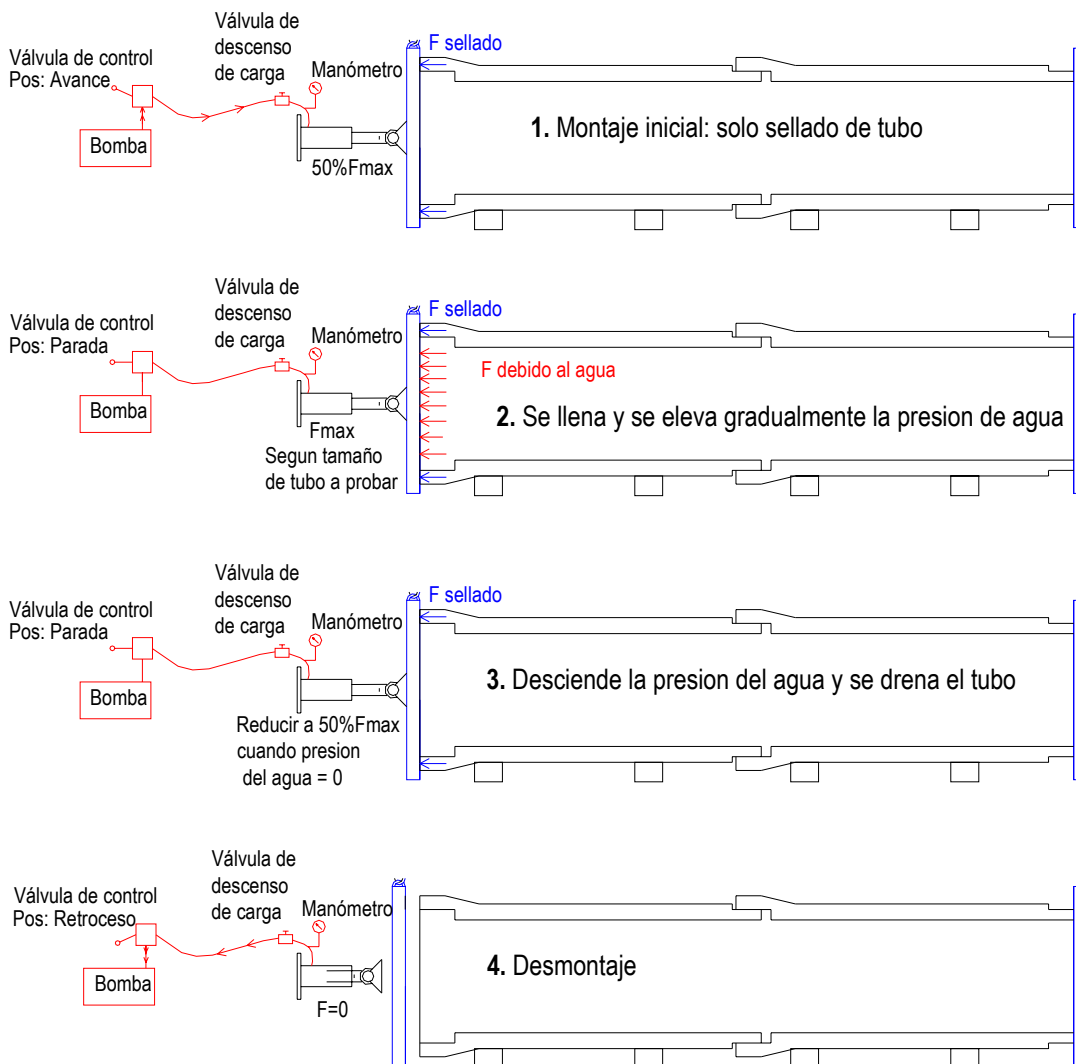 Válvula de
descenso
de carga
Válvula de control
Pos: Avance
Manómetro
F sellado
Bomba
50%Fmax
1. Montaje inicial: solo sellado de tubo
Válvula de
descenso
de carga
Válvula de control
Pos: Parada
Manómetro
F sellado
F debido al agua
Bomba
Fmax
Segun tamaño
de tubo a probar
2. Se llena y se eleva gradualmente la presion de agua
Válvula de
descenso
de carga
Válvula de control
Pos: Parada
Manómetro
F sellado
Bomba
Reducir a 50%Fmax
cuando presion
del agua = 0
3. Desciende la presion del agua y se drena el tubo
Válvula de
descenso
de carga
Válvula de control
Pos: Retroceso
Manómetro
Bomba
F=0
4. Desmontaje